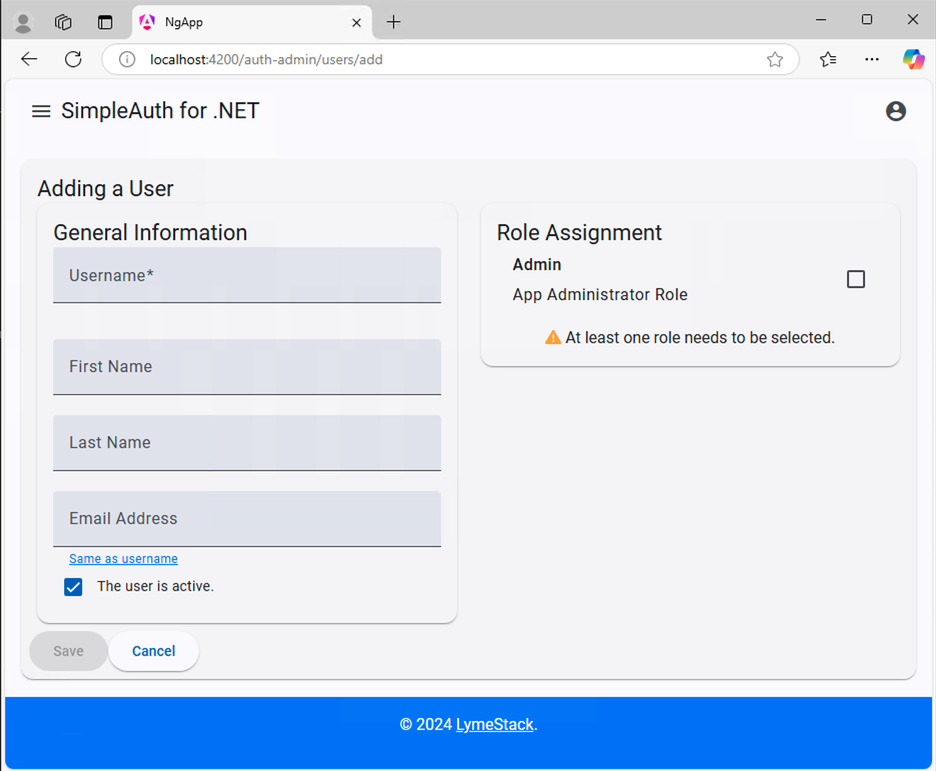 NgApp
localhost:4200/auth-admin/users/add
SimpleAuth for .NET
Adding a User
General Information
Username*
First Name
Last Name
Email Address
Same as username
The user is active.
Role Assignment
Admin
App Administrator Role
At least one role needs to be selected.
Save
Cancel
© 2024 LymeStack.